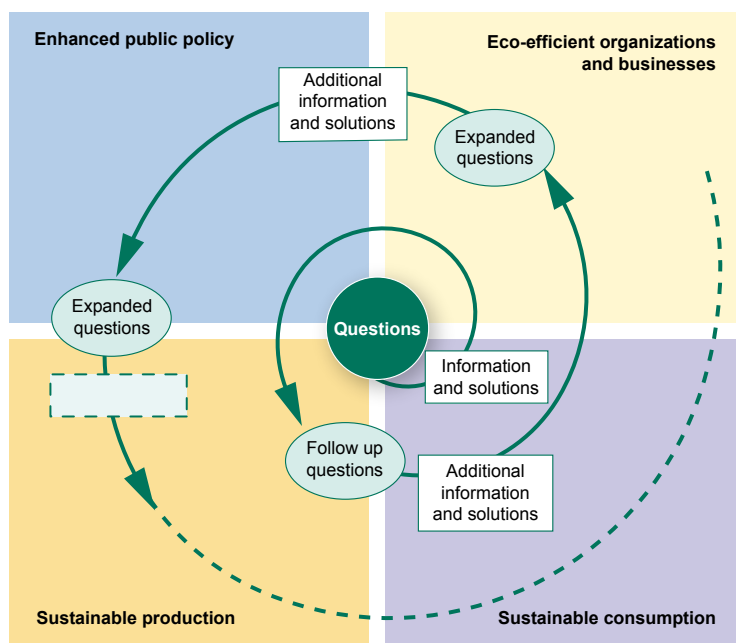 Enhanced public policy
Eco-efficient organizations
and businesses
Additional
information
and solutions
Expanded
questions
Expanded
questions
Questions
Information
and solutions
Follow up
questions
Additional
information
and solutions
Sustainable production
Sustainable consumption